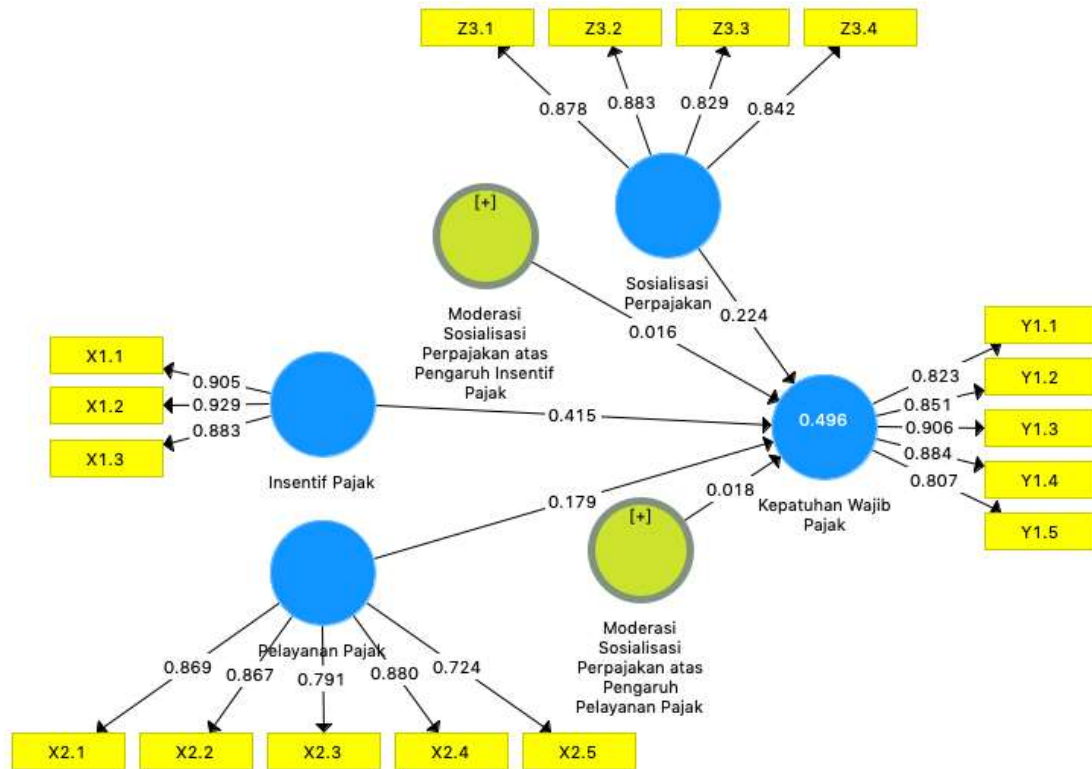 Z3.1
Z3.2
Z3.3
Z3.4
0.878
0.883
0.829
0.842
[+]
Sosialisasi
Perpajakan
Moderasi
Sosialisasi
Perpajakan atas
Pengaruh Insentif
Pajak
0.016
0.224
X1.1
X1.2
X1.3
0.905
0.929
0.883
Insentif Pajak
0.415
0.496
Kepatuhan Wajib
Pajak
0.823
0.851
0.906
0.884
0.807
Y1.1
Y1.2
Y1.3
Y1.4
Y1.5
0.179
0.018
[+]
Moderasi
Sosialisasi
Perpajakan atas
Pengaruh
Pelayanan Pajak
Pelayanan Pajak
0.869
0.867
0.791
0.880
0.724
X2.1
X2.2
X2.3
X2.4
X2.5